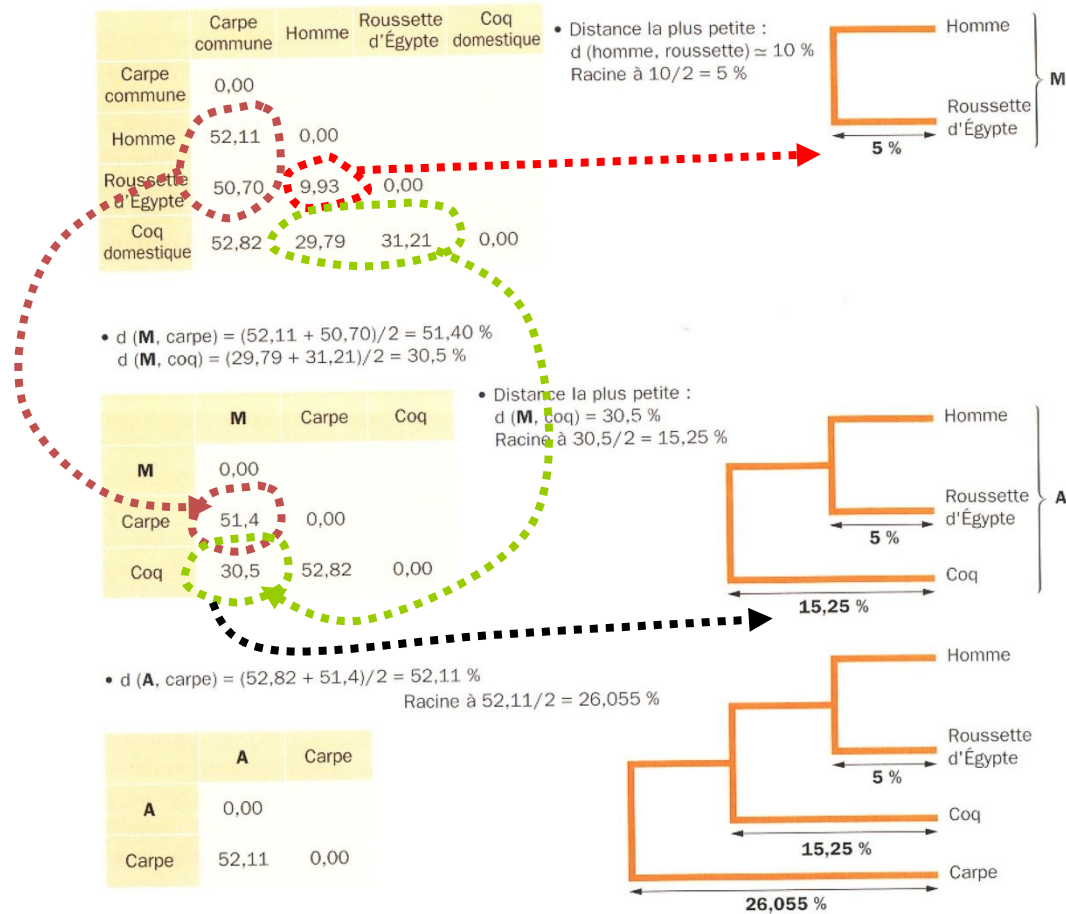 Carpe commune Homme Roussette d'Égypte Coq domestique
Carpe commune 0,00
Homme 52,11 0,00
Roussette d'Égypte 50,70 9,93 0,00
Coq domestique 52,82 29,79 31,21 0,00
• Distance la plus petite :
d (homme, roussette) ≃ 10 %
Racine à 10/2 = 5 %
Homme
Roussette
d'Égypte
5 %
M
• d (M, carpe) = (52,11 + 50,70)/2 = 51,40 %
d (M, coq) = (29,79 + 31,21)/2 = 30,5 %
M Carpe Coq
M 0,00
Carpe 51,4 0,00
Coq 30,5 52,82 0,00
• Distance la plus petite :
d (M, coq) = 30,5 %
Racine à 30,5/2 = 15,25 %
Homme
Roussette
d'Égypte
5 %
Coq
15,25 %
A
• d (A, carpe) = (52,82 + 51,4)/2 = 52,11 %
Racine à 52,11/2 = 26,055 %
A Carpe
A 0,00
Carpe 52,11 0,00
Homme
Roussette
d'Égypte
5 %
Coq
15,25 %
Carpe
26,055 %